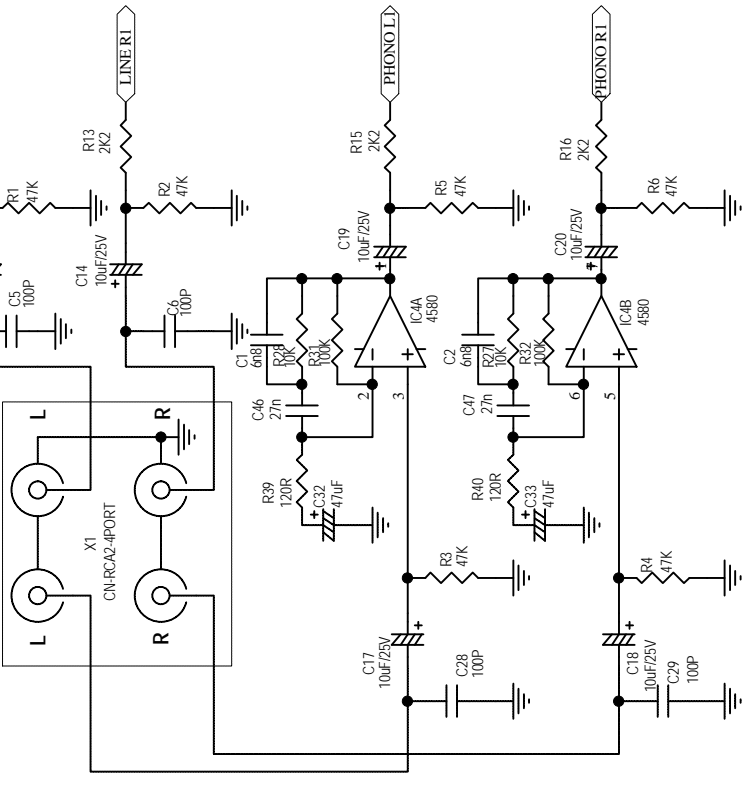 LINE R1
PHONO L1
PHONO R1
R13
2K2
R15
2K2
R16
2K2
R1
47K
R2
47K
R5
47K
R6
47K
C14
10uF/25V
+
C19
10uF/25V
+
C20
10uF/25V
+
C5
100P
C6
100P
C1
6n8
R28
10K
R31
100K
IC4A
4580
C2
6n8
R27
10K
R32
100K
IC4B
4580
C46
27n
2
3
C47
27n
6
5
L
R
R39
120R
+
C32
47uF
R40
120R
+
C33
47uF
X1
CN-RCA2-4PORT
R3
47K
R4
47K
L
R
C17
10uF/25V
+
C18
10uF/25V
+
C28
100P
C29
100P